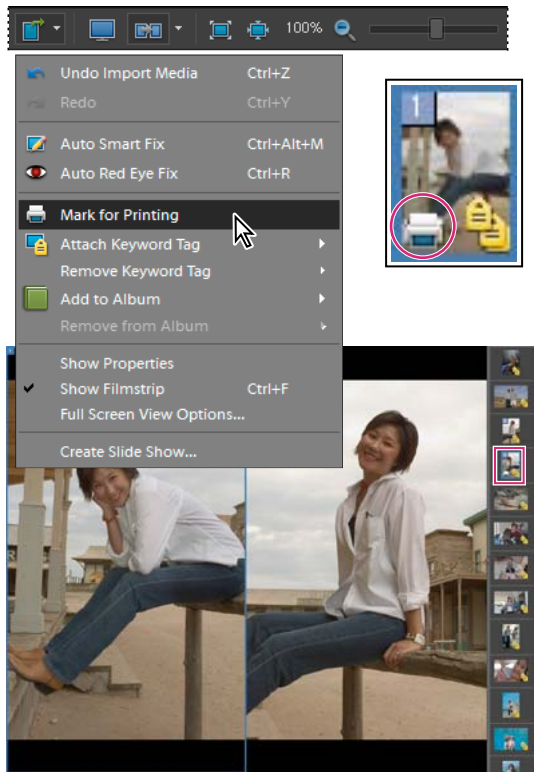 100%
Undo Import Media Ctrl+Z
Redo Ctrl+Y
Auto Smart Fix Ctrl+Alt+M
Auto Red Eye Fix Ctrl+R
Mark for Printing
Attach Keyword Tag
Remove Keyword Tag
Add to Album
Remove from Album
Show Properties
Show Filmstrip Ctrl+F
Full Screen View Options...
Create Slide Show...
1